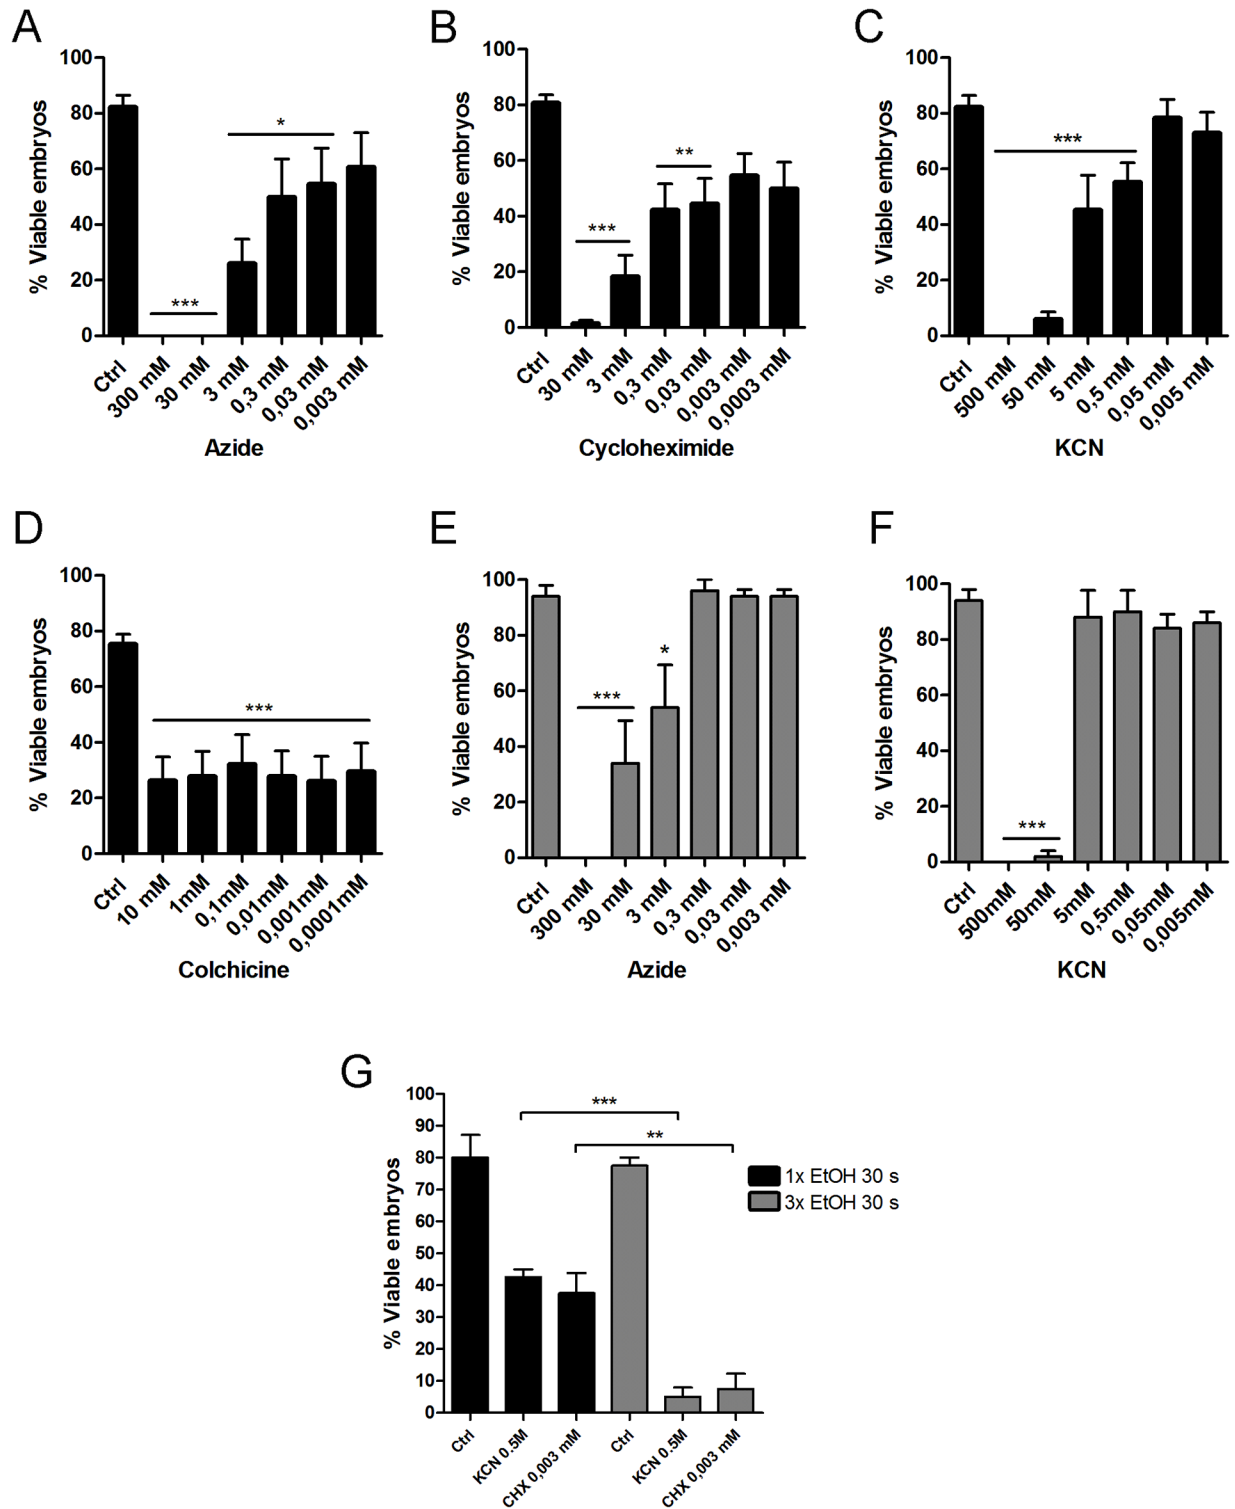 A
100
80
60
40
20
0
% Viable embryos
*
***
Ctrl
300 mM
30 mM
3 mM
0,3 mM
0,03 mM
0,003 mM
Azide
B
100
80
60
40
20
0
% Viable embryos
***
**
Ctrl
30 mM
3 mM
0,3 mM
0,03 mM
0,003 mM
0,0003 mM
Cycloheximide
C
100
80
60
40
20
0
% Viable embryos
***
Ctrl
500 mM
50 mM
5 mM
0,5 mM
0,05 mM
0,005 mM
KCN
D
100
80
60
40
20
0
% Viable embryos
***
Ctrl
10 mM
1mM
0,1mM
0,01mM
0,001mM
0,0001mM
Colchicine
E
100
80
60
40
20
0
% Viable embryos
***
*
Ctrl
300 mM
30 mM
3 mM
0,3 mM
0,03 mM
0,003 mM
Azide
F
100
80
60
40
20
0
% Viable embryos
***
Ctrl
500mM
50mM
5mM
0,5mM
0,05mM
0,005mM
KCN
G
100
90
80
70
60
50
40
30
20
10
0
% Viable embryos
***
**
1x EtOH 30 s
3x EtOH 30 s
Ctrl
KCN 0.5M
CHX 0,003 mM
Ctrl
KCN 0.5M
CHX 0,003 mM